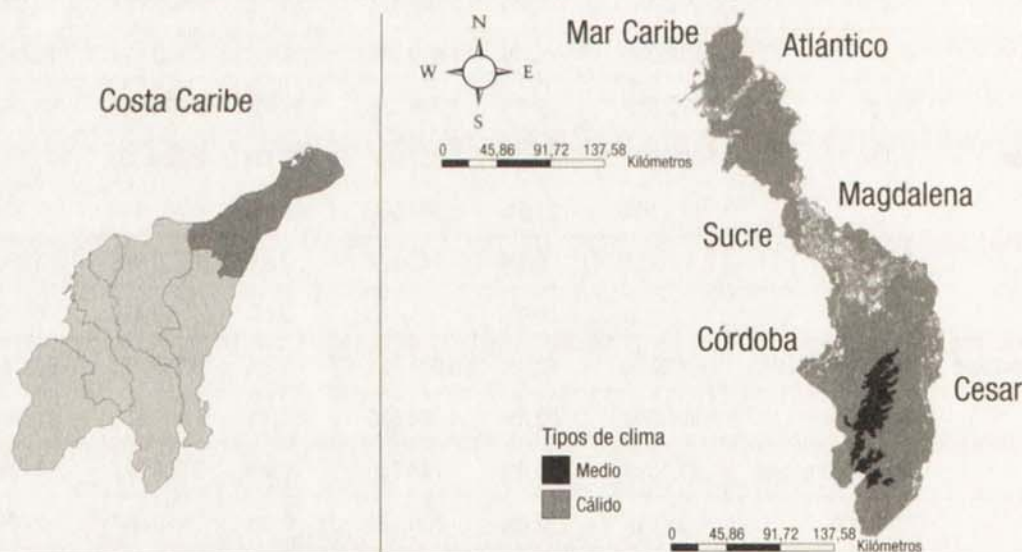 Costa Caribe
N
W E
S
0 45,86 91,72 137,58 Kilómetros
Mar Caribe
Atlántico
Magdalena
Sucre
Córdoba
Cesar
Tipos de clima
Medio
Cálido
0 45,86 91,72 137,58 Kilómetros